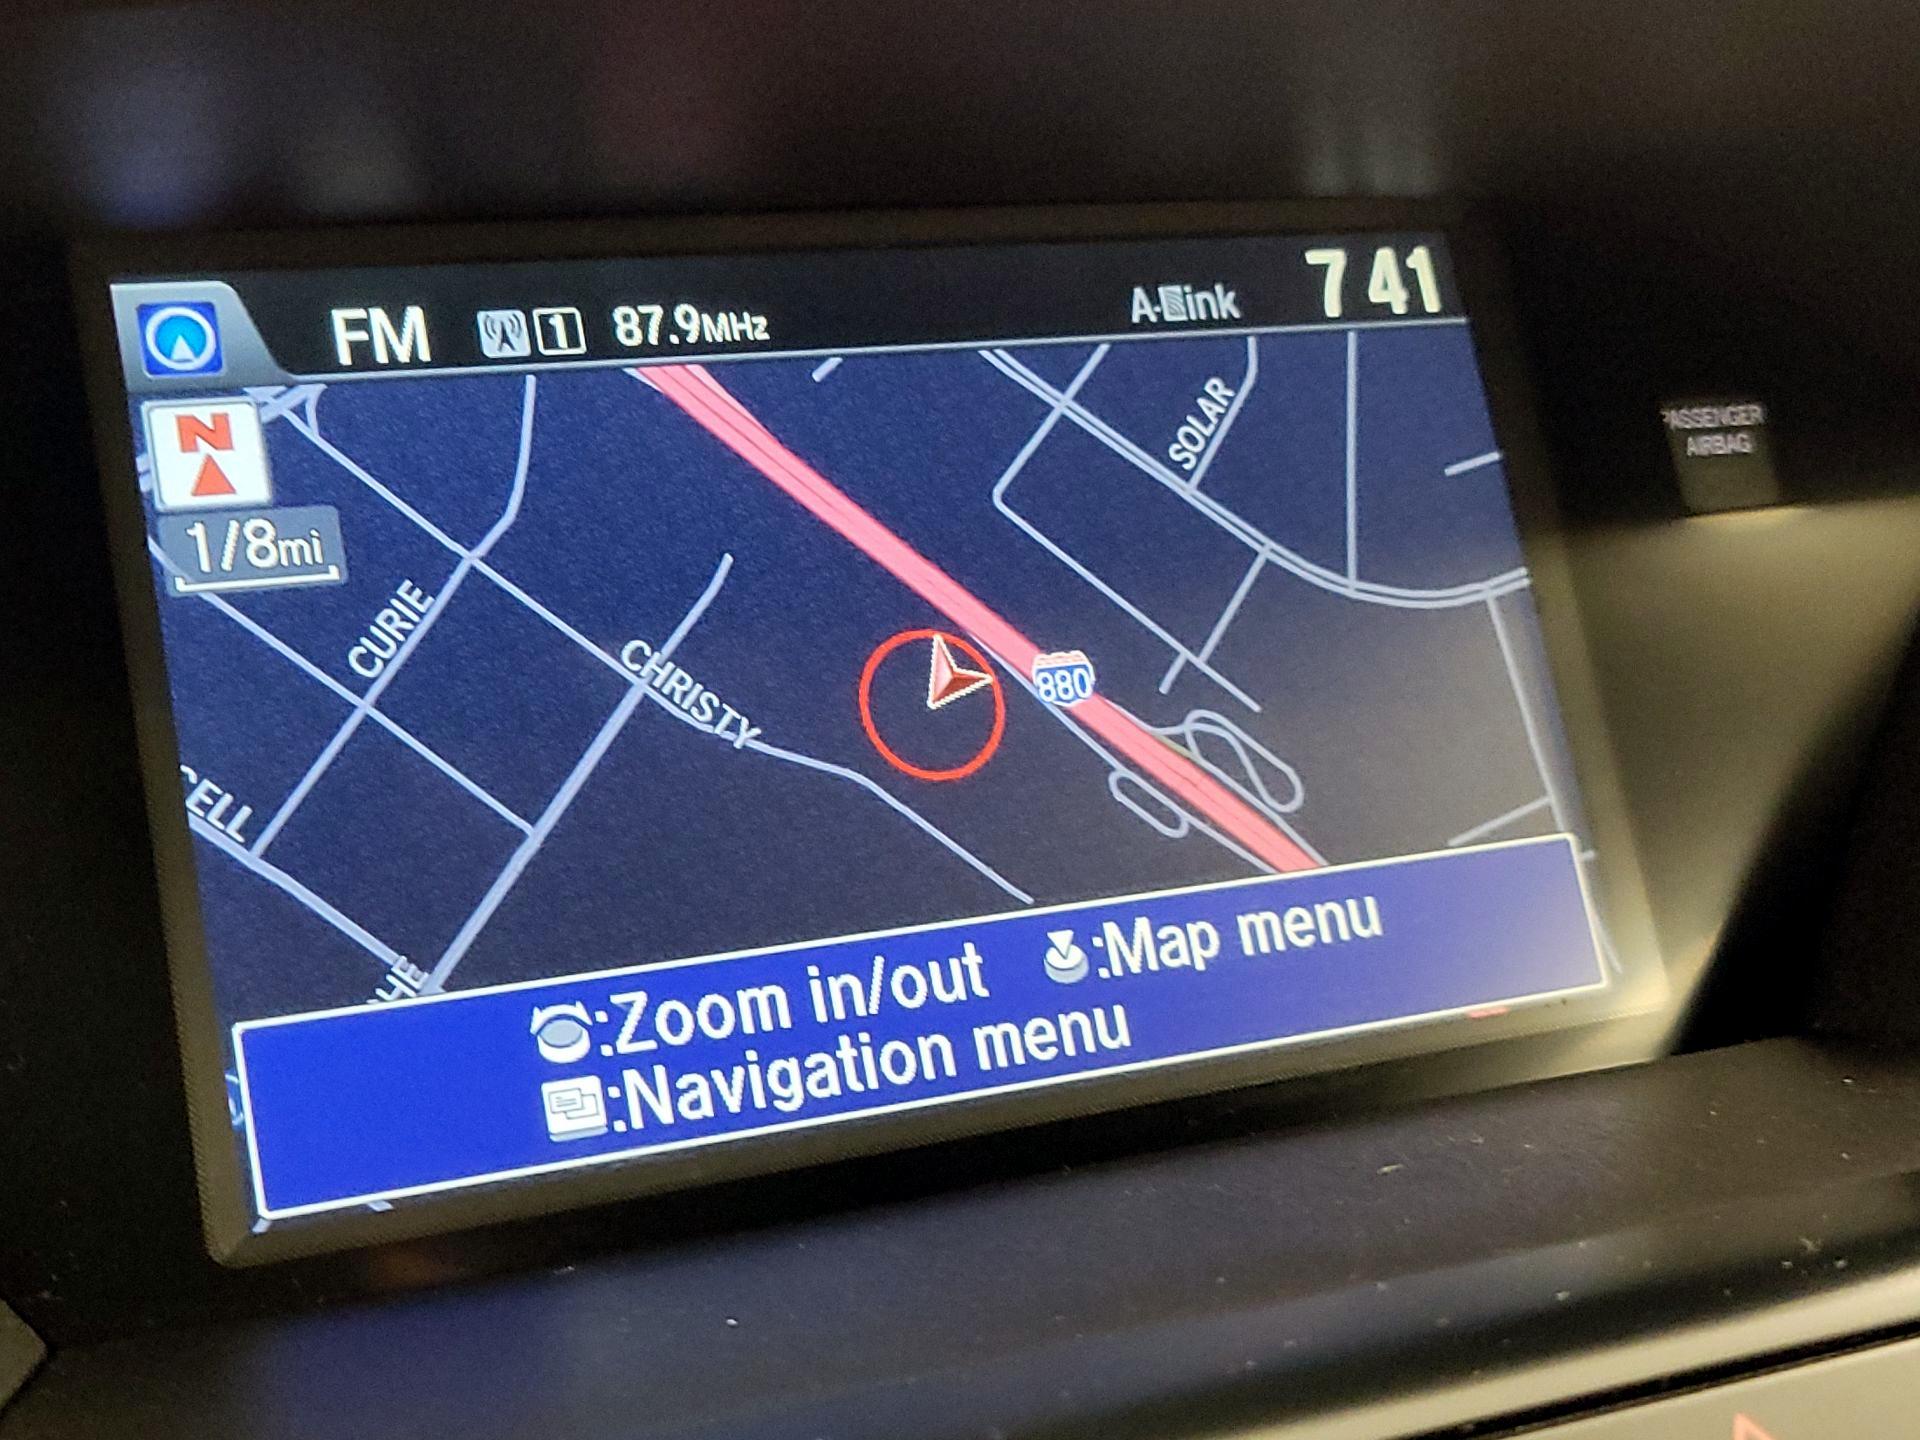 FM 1 87.9MHz A-Link 7 41
N
1/8mi
SOLAR
CURIE
CHRISTY
880
CELL
HE
:Zoom in/out :Map menu
:Navigation menu
PASSENGER
AIRBAG